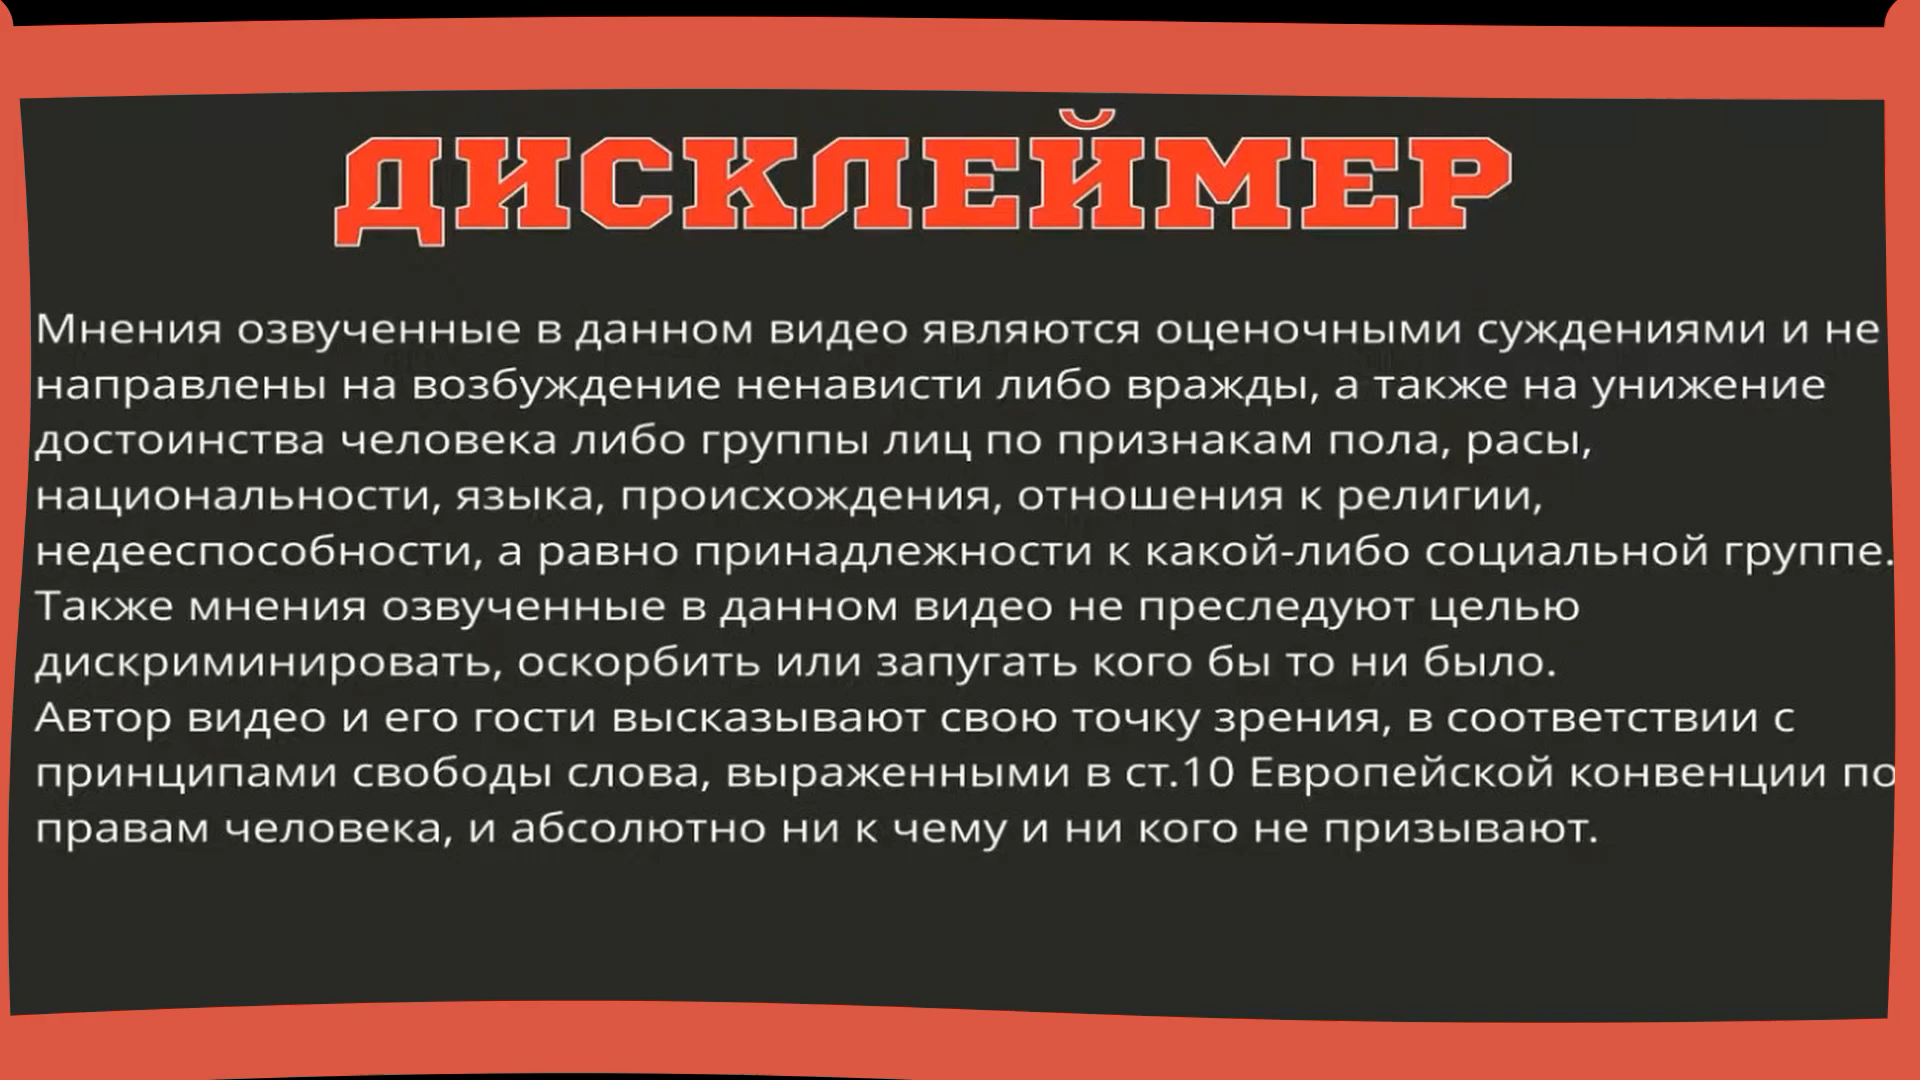 ДИСКЛЕЙМЕР
Мнения озвученные в данном видео являются оценочными суждениями и не
направлены на возбуждение ненависти либо вражды, а также на унижение
достоинства человека либо группы лиц по признакам пола, расы,
национальности, языка, происхождения, отношения к религии,
недееспособности, а равно принадлежности к какой-либо социальной группе.
Также мнения озвученные в данном видео не преследуют целью
дискриминировать, оскорбить или запугать кого бы то ни было.
Автор видео и его гости высказывают свою точку зрения, в соответствии с
принципами свободы слова, выраженными в ст.10 Европейской конвенции по
правам человека, и абсолютно ни к чему и ни кого не призывают.